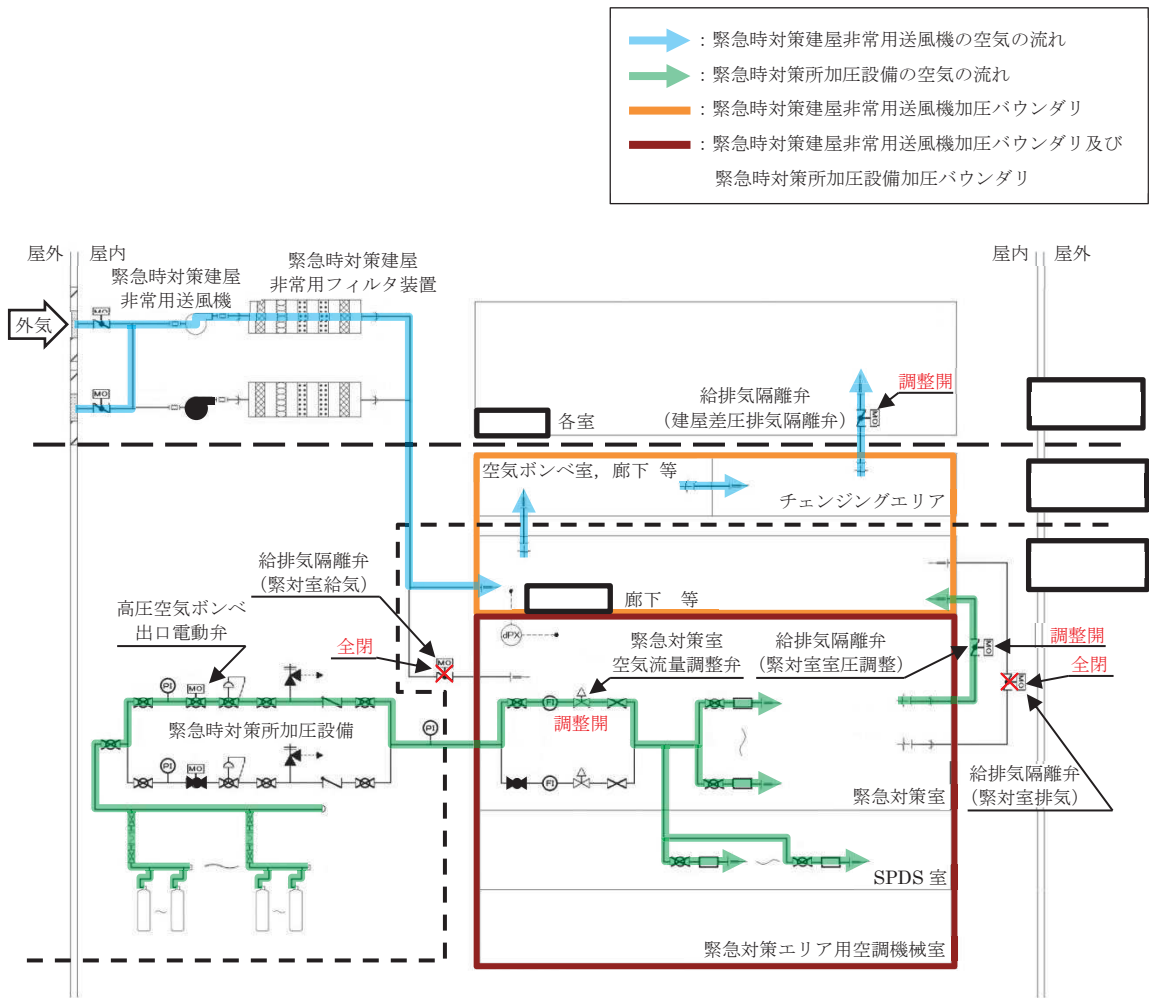 ：緊急時対策建屋非常用送風機の空気の流れ
：緊急時対策所加圧設備の空気の流れ
：緊急時対策建屋非常用送風機加圧バウンダリ
：緊急時対策建屋非常用送風機加圧バウンダリ及び
緊急時対策所加圧設備加圧バウンダリ
屋外
屋内
緊急時対策建屋
非常用送風機
緊急時対策建屋
非常用フィルタ装置
屋内
屋外
外気
MO
MO
給排気隔離弁
（建屋差圧排気隔離弁）
調整開
MO
各室
空気ボンベ室，廊下 等
チェンジングエリア
給排気隔離弁
（緊対室給気）
高圧空気ボンベ
出口電動弁
全閉
MO
廊下 等
dPX
緊急対策室
空気流量調整弁
給排気隔離弁
（緊対室室圧調整）
調整開
MO
全閉
MO
PI
MO
PI
FI
調整開
緊急時対策所加圧設備
PI
MO
FI
緊急対策室
給排気隔離弁
（緊対室排気）
SPDS 室
緊急対策エリア用空調機械室